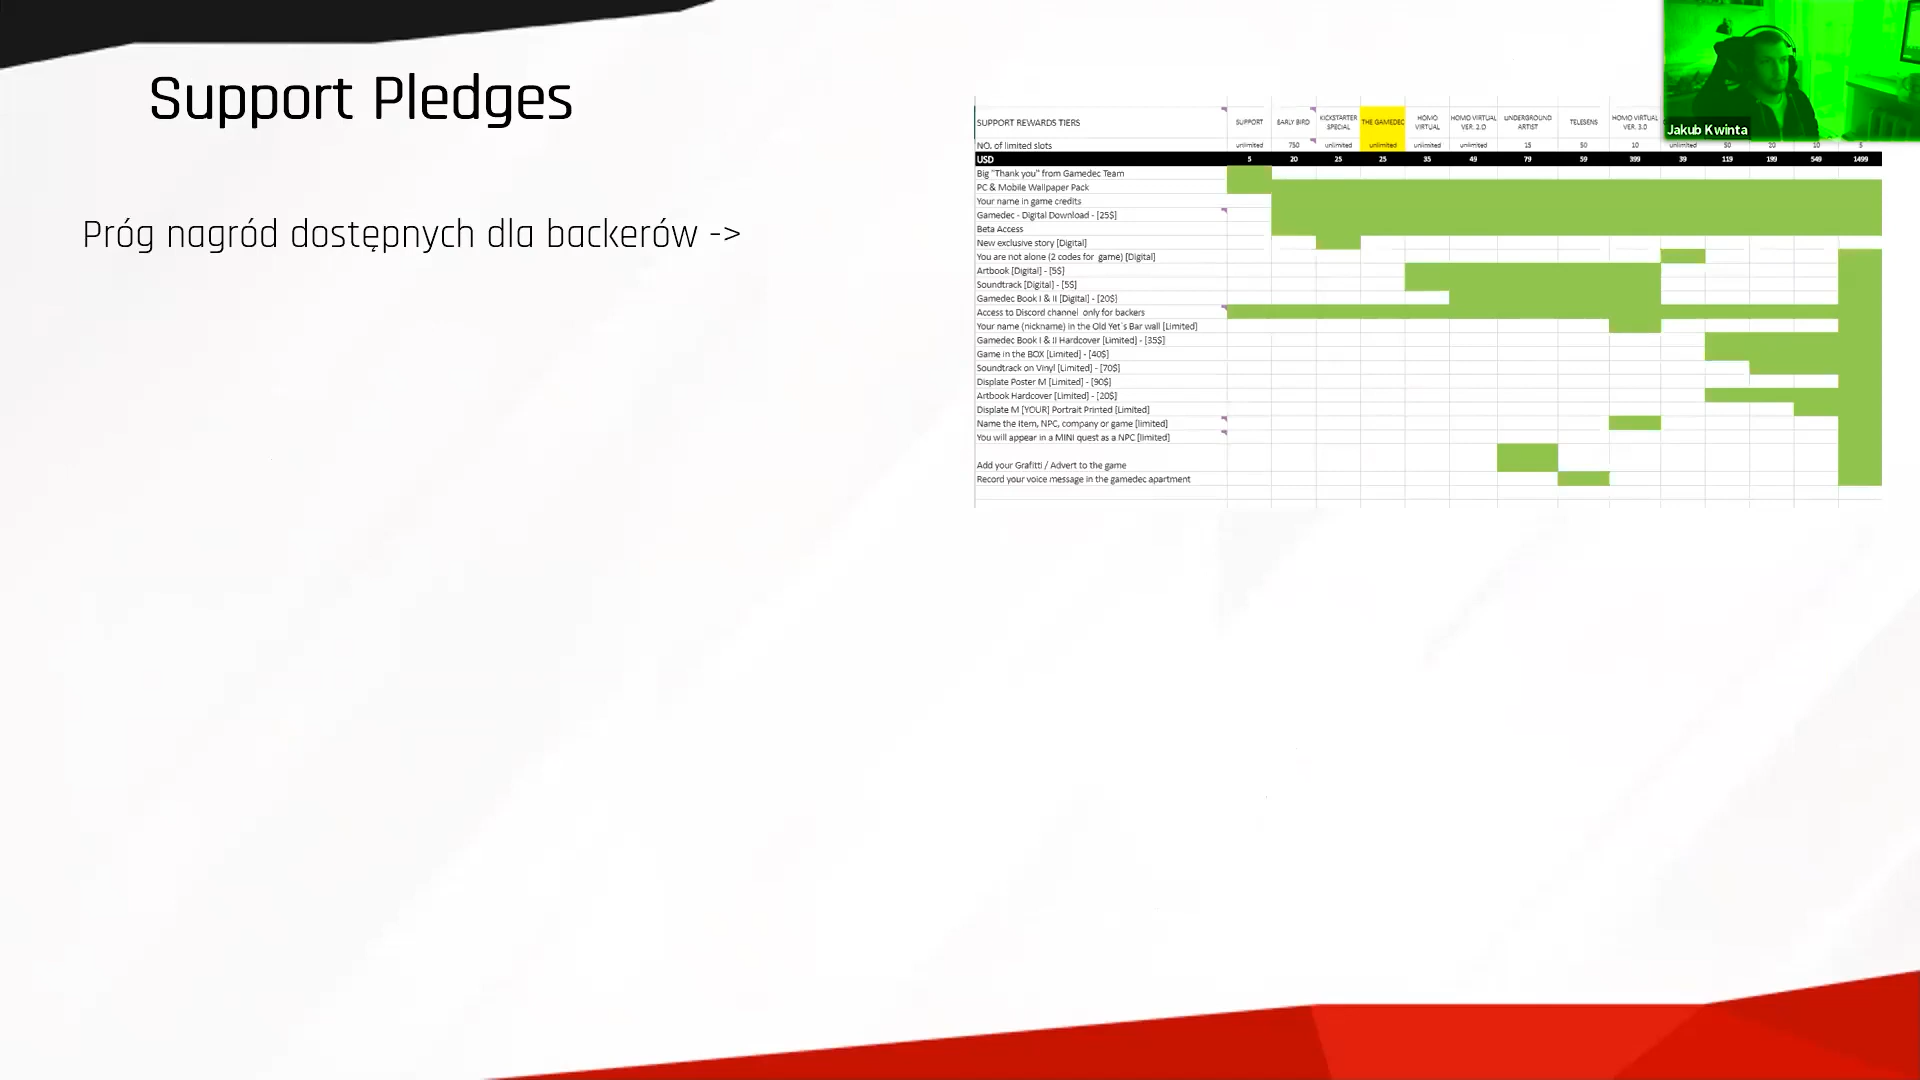 Support Pledges
Próg nagród dostępnych dla backerów ->
Jakub Kwinta
SUPPORT REWARDS TIERS SUPPORT EARLY BIRD KICKSTARTER SPECIAL THE GAMEDEC HOMO VIRTUAL HOMO VIRTUAL VER. 2.0 UNDERGROUND ARTIST TELESENS HOMO VIRTUAL VER. 3.0
NO. of limited slots unlimited 750 unlimited unlimited unlimited unlimited 15 50 10 unlimited 50 20 10 5
USD 5 20 25 25 35 49 79 59 399 39 119 199 549 1499
Big "Thank you" from Gamedec Team
PC & Mobile Wallpaper Pack
Your name in game credits
Gamedec - Digital Download - [25$]
Beta Access
New exclusive story [Digital]
You are not alone (2 codes for game) [Digital]
Artbook [Digital] - [5$]
Soundtrack [Digital] - [5$]
Gamedec Book I & II [Digital] - [20$]
Access to Discord channel only for backers
Your name (nickname) in the Old Yet`s Bar wall [Limited]
Gamedec Book I & II Hardcover [Limited] - [35$]
Game in the BOX [Limited] - [40$]
Soundtrack on Vinyl [Limited] - [70$]
Displate Poster M [Limited] - [90$]
Artbook Hardcover [Limited] - [20$]
Displate M [YOUR] Portrait Printed [Limited]
Name the Item, NPC, company or game [limited]
You will appear in a MINI quest as a NPC [limited]
Add your Grafitti / Advert to the game
Record your voice message in the gamedec apartment